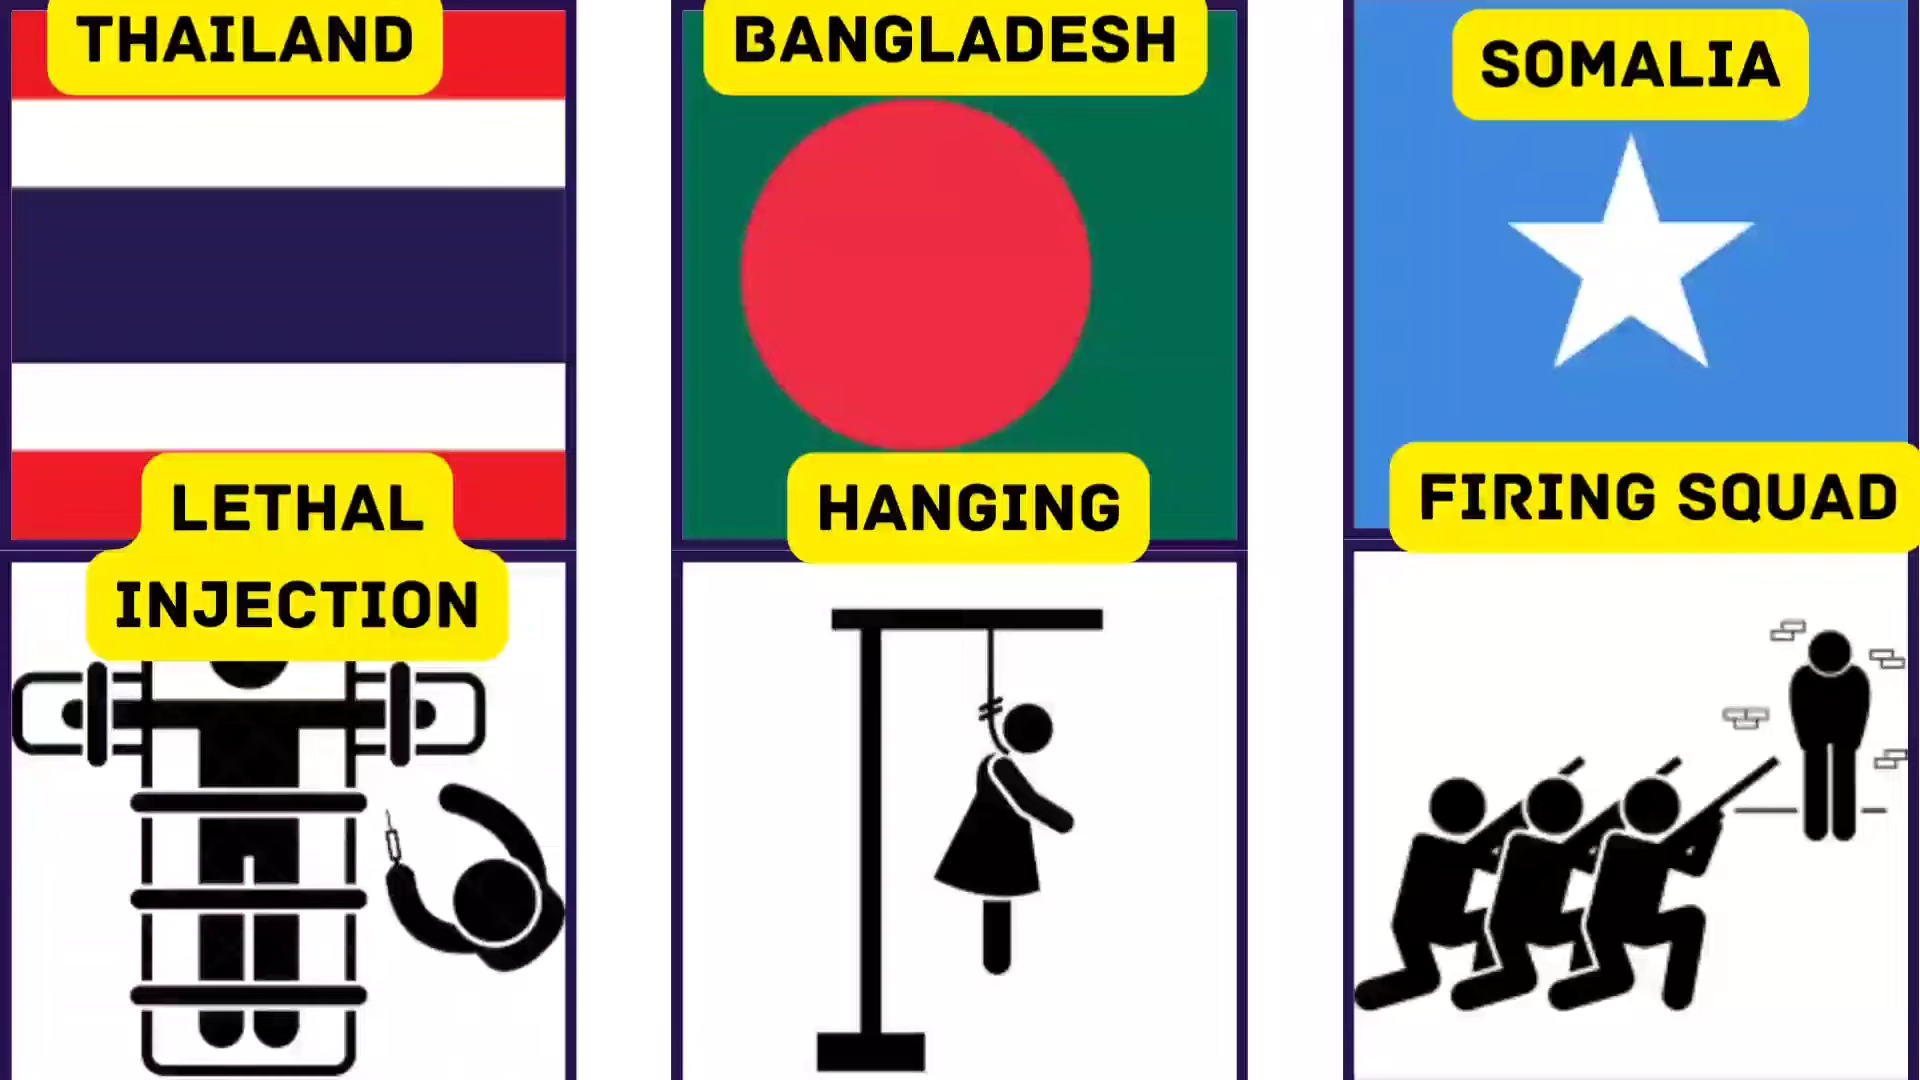 THAILAND
BANGLADESH
SOMALIA
LETHAL
INJECTION
HANGING
FIRING SQUAD